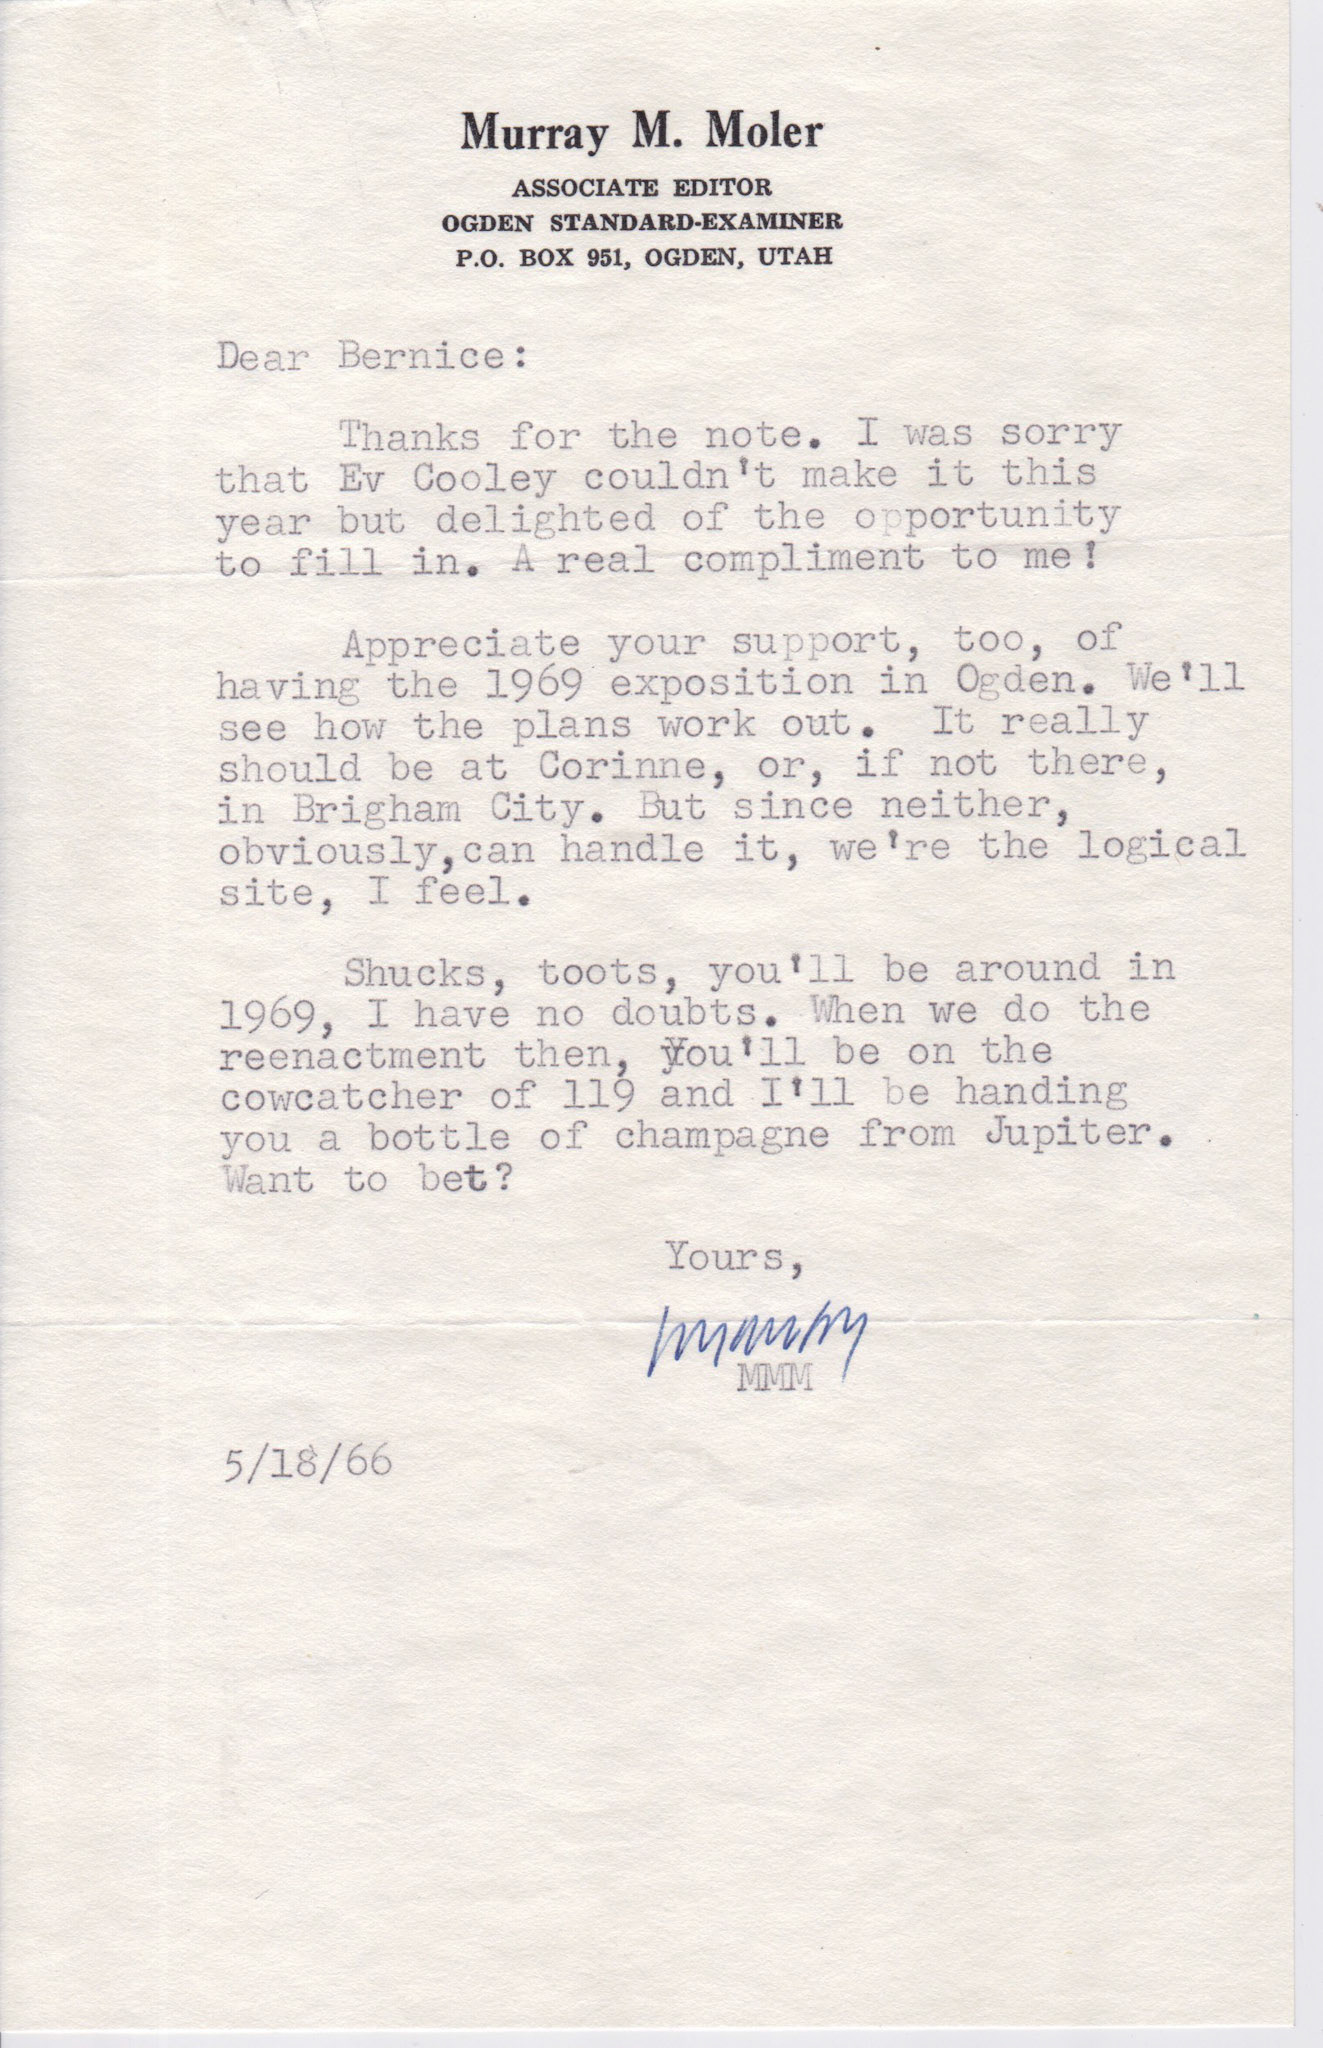 Murray M. Moler
ASSOCIATE EDITOR
OGDEN STANDARD-EXAMINER
P.O. BOX 951, OGDEN, UTAH
Dear Bernice:
Thanks for the note. I was sorry
that Ev Cooley couldn't make it this
year but delighted of the opportunity
to fill in. A real compliment to me!
Appreciate your support, too, of
having the 1969 exposition in Ogden. We'll
see how the plans work out. It really
should be at Corinne, or, if not there,
in Brigham City. But since neither,
obviously,can handle it, we're the logical
site, I feel.
Shucks, toots, you'll be around in
1969, I have no doubts. When we do the
reenactment then, you'll be on the
cowcatcher of 119 and I'll be handing
you a bottle of champagne from Jupiter.
Want to bet?
Yours,
MMM
5/18/66